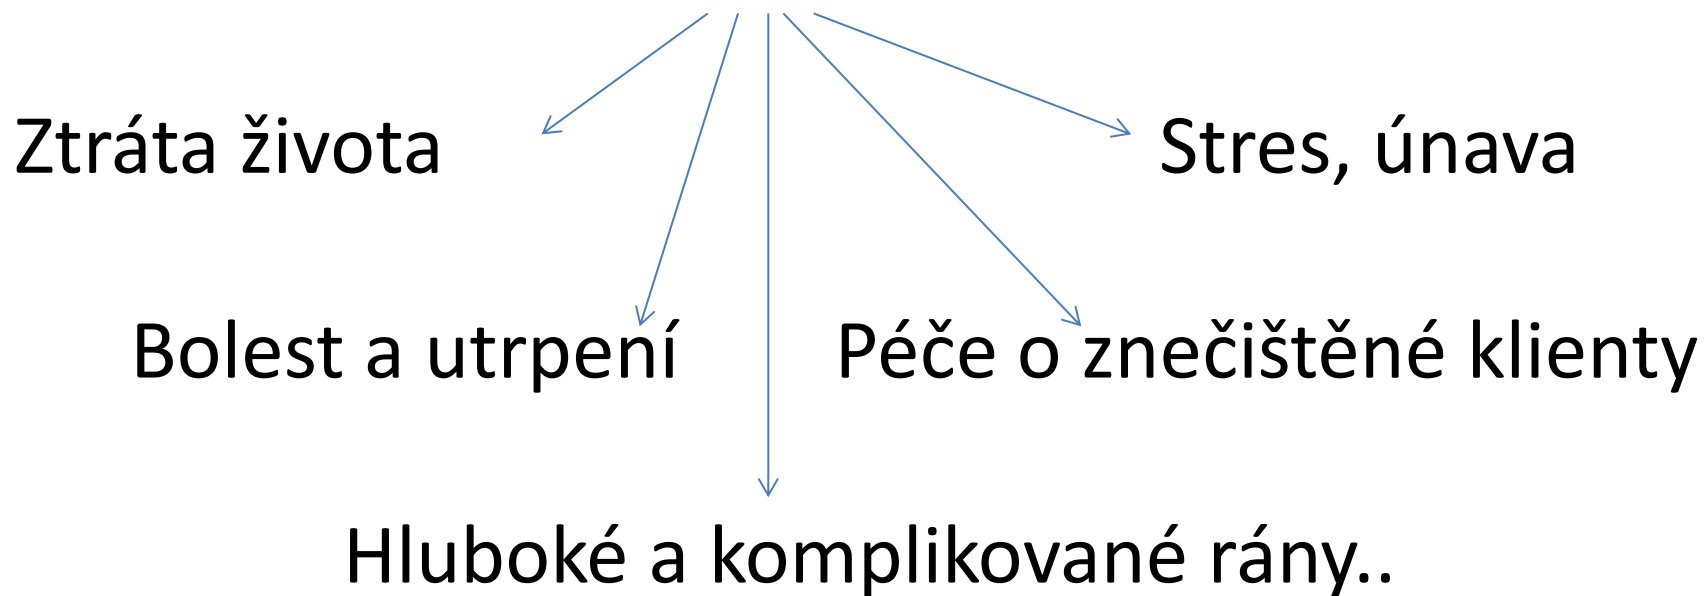 Ztráta života
Stres, únava
Bolest a utrpení
Péče o znečištěné klienty
Hluboké a komplikované rány..